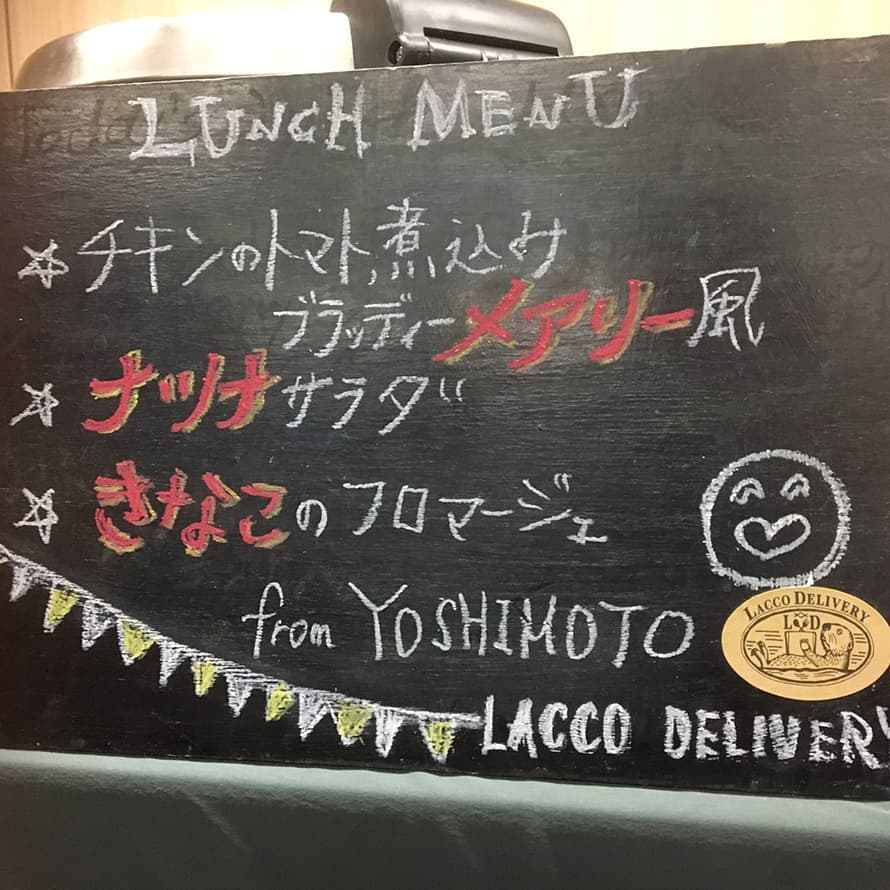 LUNCH MENU
☆ チキンのトマト煮込み
ブラッディーメアリー風
☆ ナツナサラダ
☆ きなこのフロマージュ
from YOSHIMOTO
LACCO DELIVERY
LD
LACCO DELIVERY